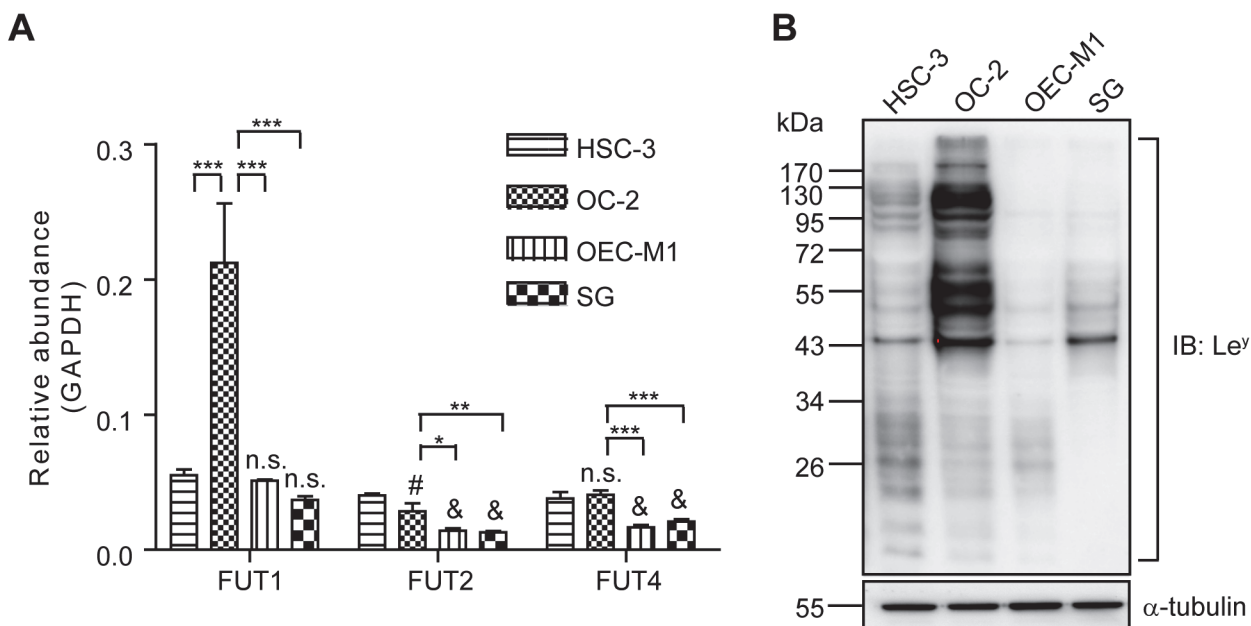 A
Relative abundance
(GAPDH)
0.3
0.2
0.1
0.0
***
*** ***
n.s.
n.s.
**
*
#
& &
***
***
n.s.
& &
FUT1 FUT2 FUT4
HSC-3
OC-2
OEC-M1
SG
B
HSC-3 OC-2 OEC-M1 SG
kDa
170
130
95
72
55
43
34
26
IB: Leʸ
55
α-tubulin